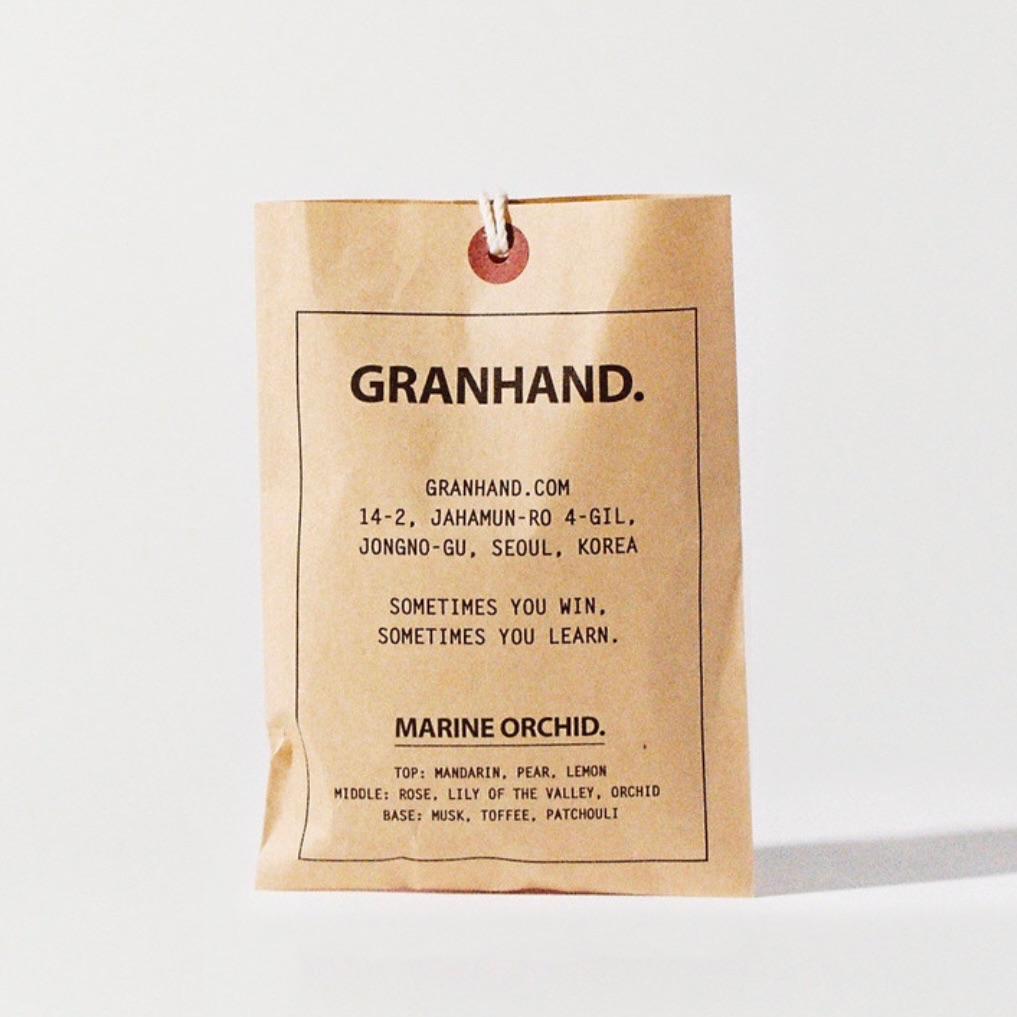 GRANHAND.
GRANHAND.COM
14-2, JAHAMUN-RO 4-GIL,
JONGNO-GU, SEOUL, KOREA
SOMETIMES YOU WIN,
SOMETIMES YOU LEARN.
MARINE ORCHID.
TOP: MANDARIN, PEAR, LEMON
MIDDLE: ROSE, LILY OF THE VALLEY, ORCHID
BASE: MUSK, TOFFEE, PATCHOULI